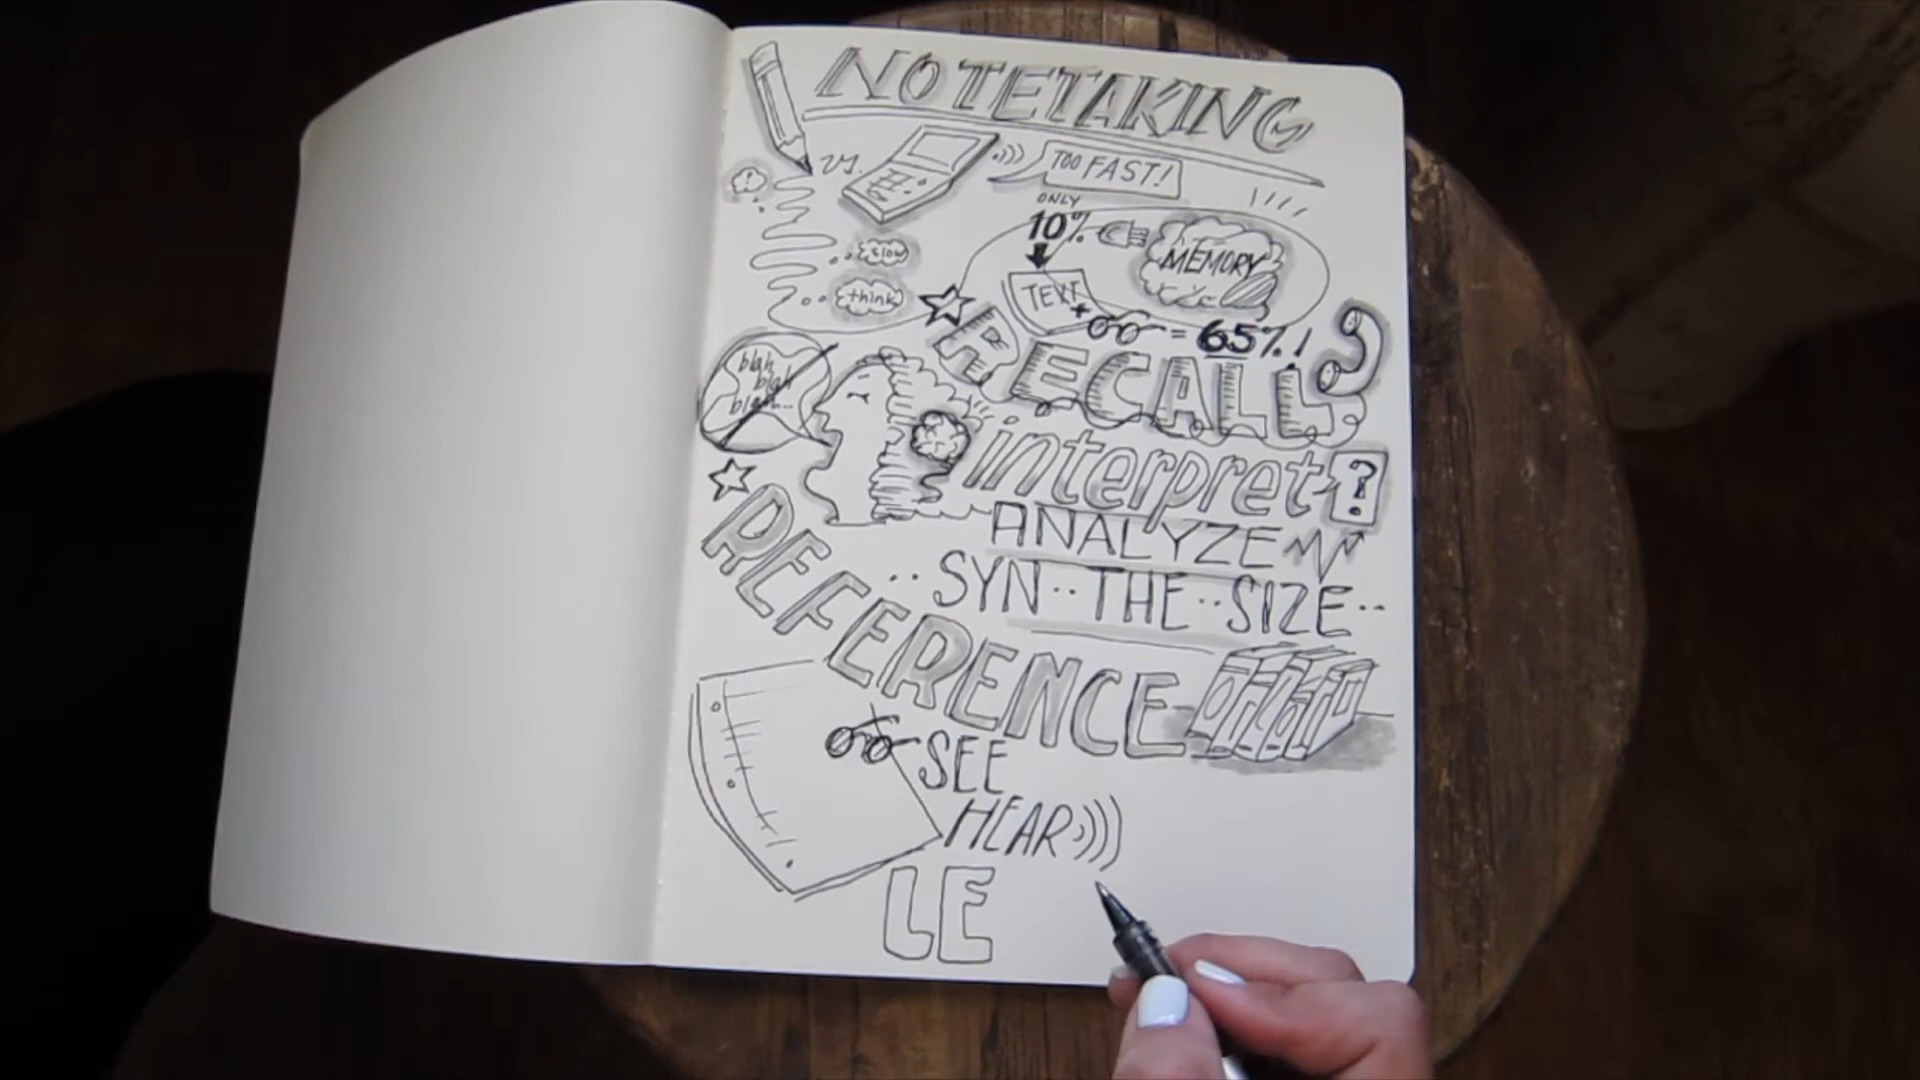 NOTETAKING
VS.
TOO FAST!
ONLY
10%
MEMORY
slow
think
TEXT
+ = 65%!
RECALL
blah
blah
blah...
interpret ?
ANALYZE
..SYN..THE..SIZE..
REFERENCE
SEE
HEAR)))
LE